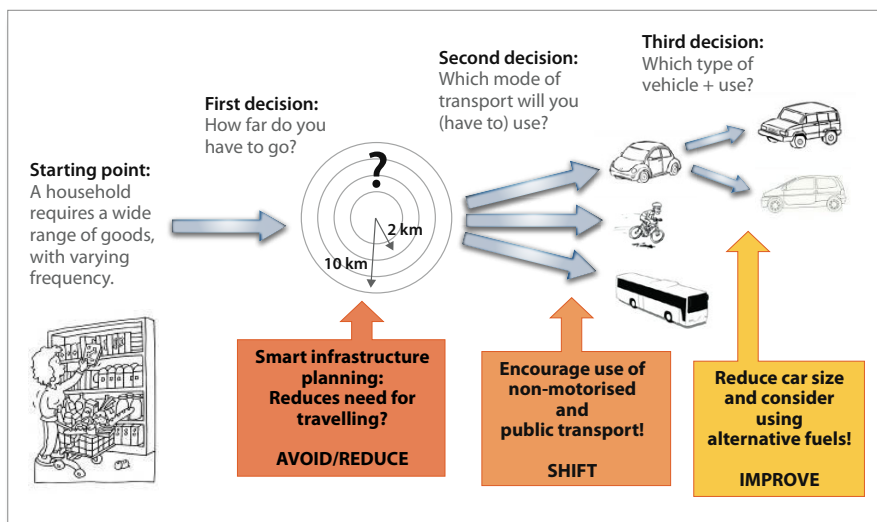 Starting point:
A household
requires a wide
range of goods,
with varying
frequency.
First decision:
How far do you
have to go?
?
2 km
10 km
Second decision:
Which mode of
transport will you
(have to) use?
Third decision:
Which type of
vehicle + use?
Smart infrastructure
planning:
Reduces need for
travelling?
AVOID/REDUCE
Encourage use of
non-motorised
and
public transport!
SHIFT
Reduce car size
and consider
using
alternative fuels!
IMPROVE